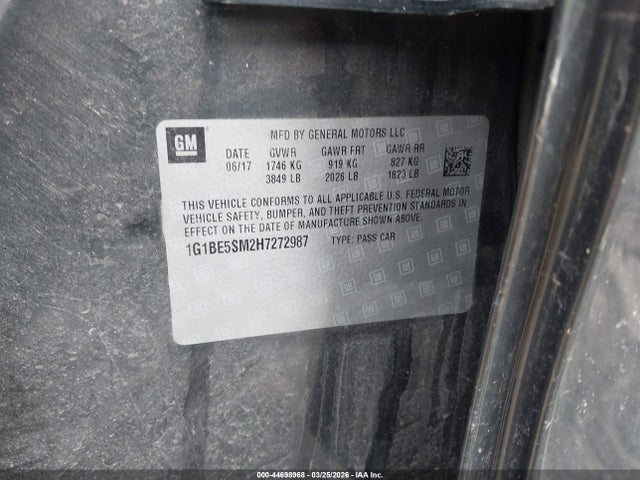 GM
MFD BY GENERAL MOTORS LLC
DATE GVWR GAWR FRT GAWR RR
06/17 1746 KG 919 KG 827 KG
3849 LB 2026 LB 1823 LB
THIS VEHICLE CONFORMS TO ALL APPLICABLE U.S. FEDERAL MOTOR
VEHICLE SAFETY, BUMPER, AND THEFT PREVENTION STANDARDS IN
EFFECT ON THE DATE OF MANUFACTURE SHOWN ABOVE.
1G1BE5SM2H7272987 TYPE: PASS CAR
000-44698968 - 03/25/2026 - IAA Inc.